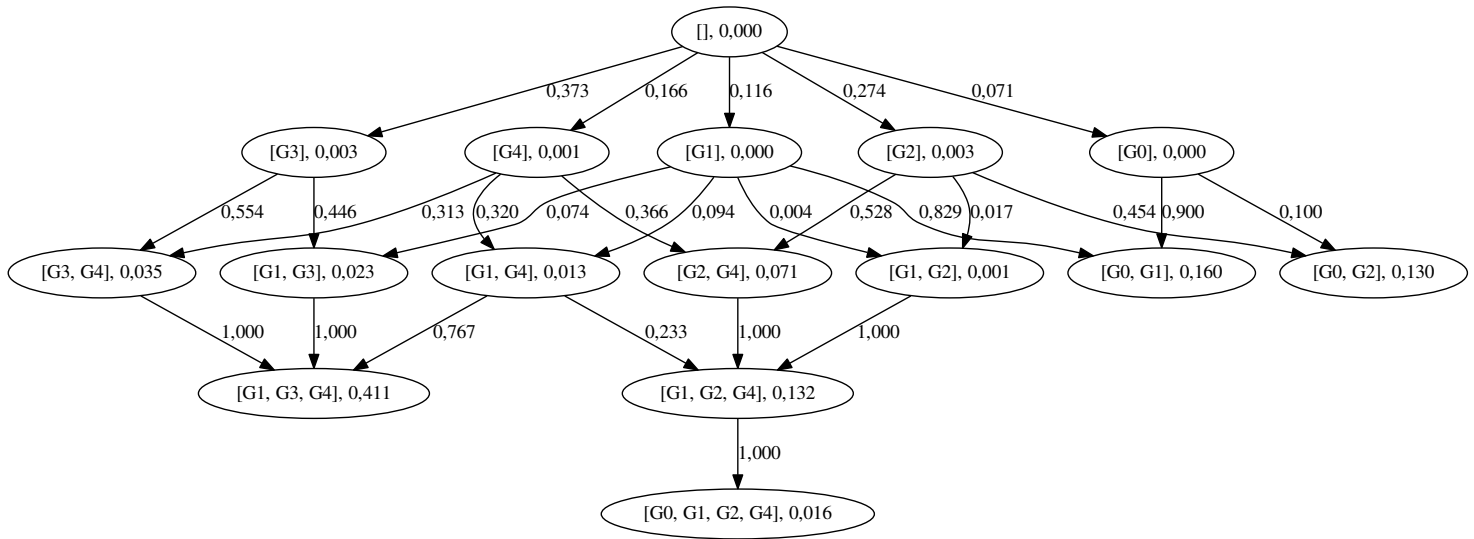 [], 0,000
0,373
0,166
0,116
0,274
0,071
[G3], 0,003
[G4], 0,001
[G1], 0,000
[G2], 0,003
[G0], 0,000
0,554
0,446
0,313
0,320
0,074
0,366
0,094
0,004
0,528
0,829
0,017
0,454
0,900
0,100
[G3, G4], 0,035
[G1, G3], 0,023
[G1, G4], 0,013
[G2, G4], 0,071
[G1, G2], 0,001
[G0, G1], 0,160
[G0, G2], 0,130
1,000
1,000
0,767
0,233
1,000
1,000
[G1, G3, G4], 0,411
[G1, G2, G4], 0,132
1,000
[G0, G1, G2, G4], 0,016